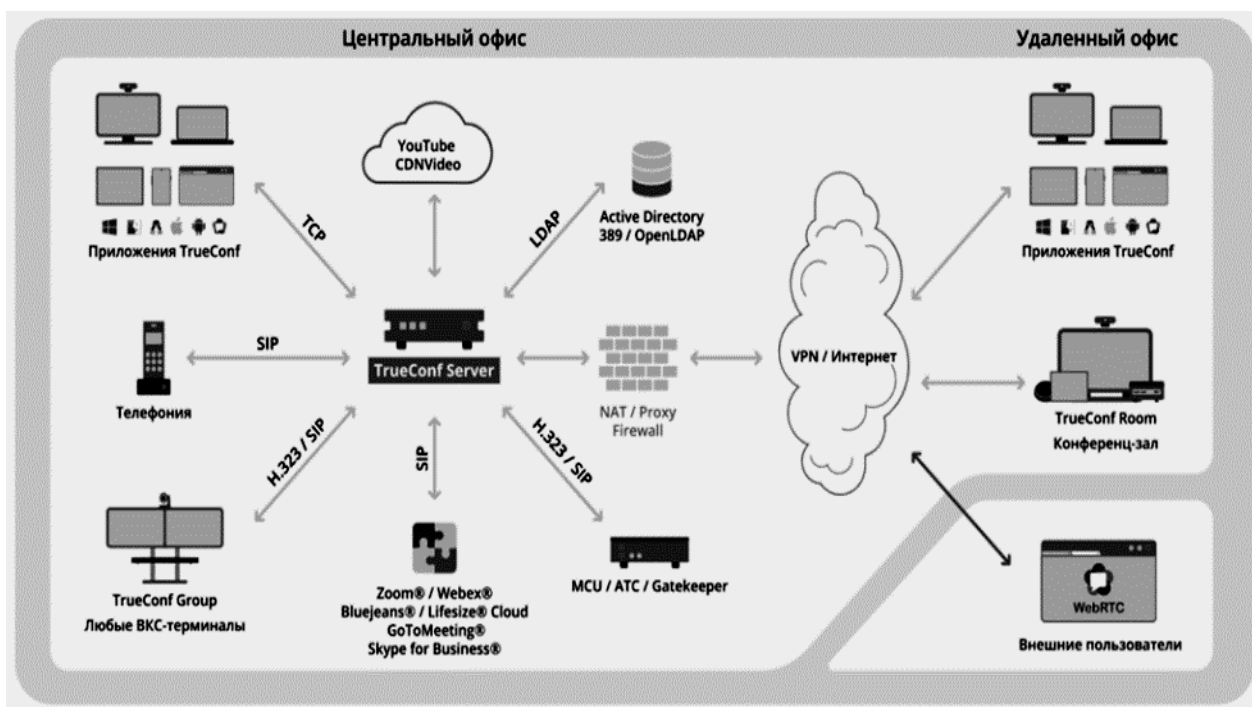 Центральный офис
Удаленный офис
YouTube
CDNVideo
Приложения TrueConf
TCP
LDAP
Active Directory
389 / OpenLDAP
Приложения TrueConf
SIP
TrueConf Server
Телефония
NAT / Proxy
Firewall
VPN / Интернет
TrueConf Room
Конференц-зал
H.323 / SIP
SIP
H.323 / SIP
TrueConf Group
Любые ВКС-терминалы
Zoom® / Webex®
Bluejeans® / Lifesize® Cloud
GoToMeeting®
Skype for Business®
MCU / ATC / Gatekeeper
WebRTC
Внешние пользователи